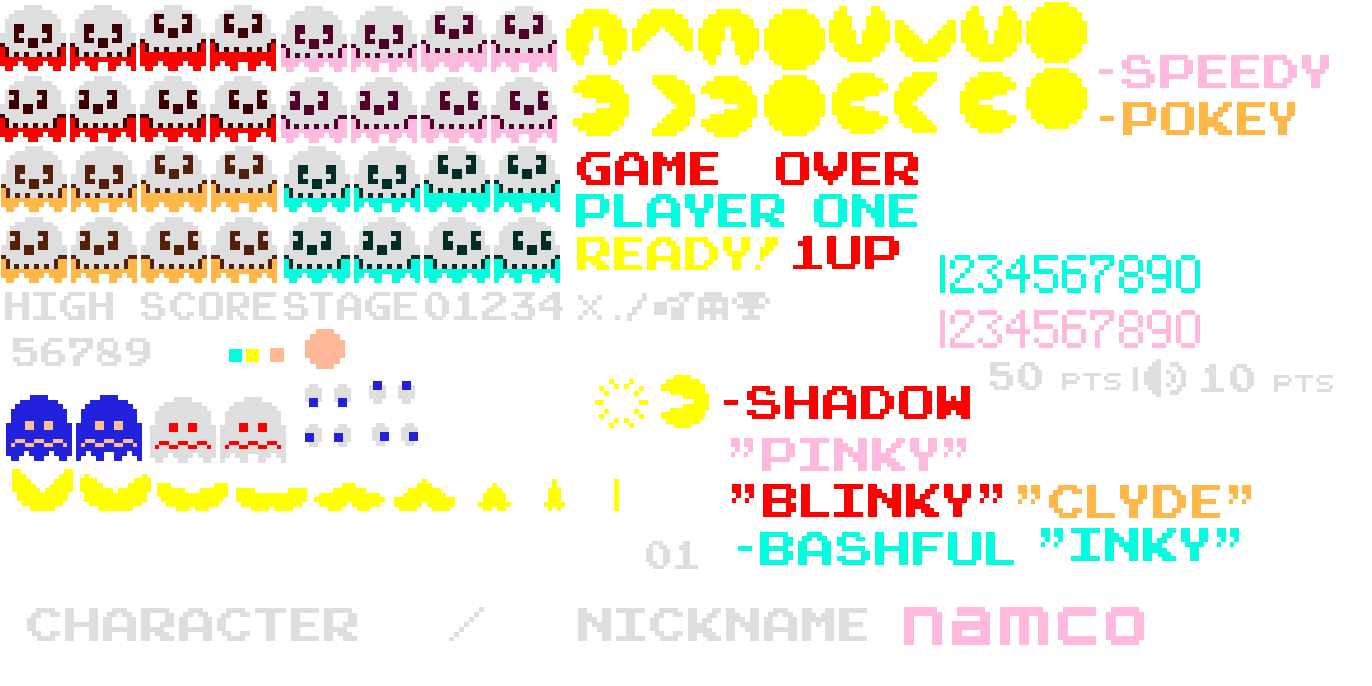 -SPEEDY
-POKEY
GAME OVER
PLAYER ONE
READY! 1UP
1234567890
HIGH SCORE STAGE 01234 x ./
1234567890
56789
50 PTS 10 PTS
-SHADOW
"PINKY"
"BLINKY" "CLYDE"
-BASHFUL "INKY"
01
CHARACTER / NICKNAME namco